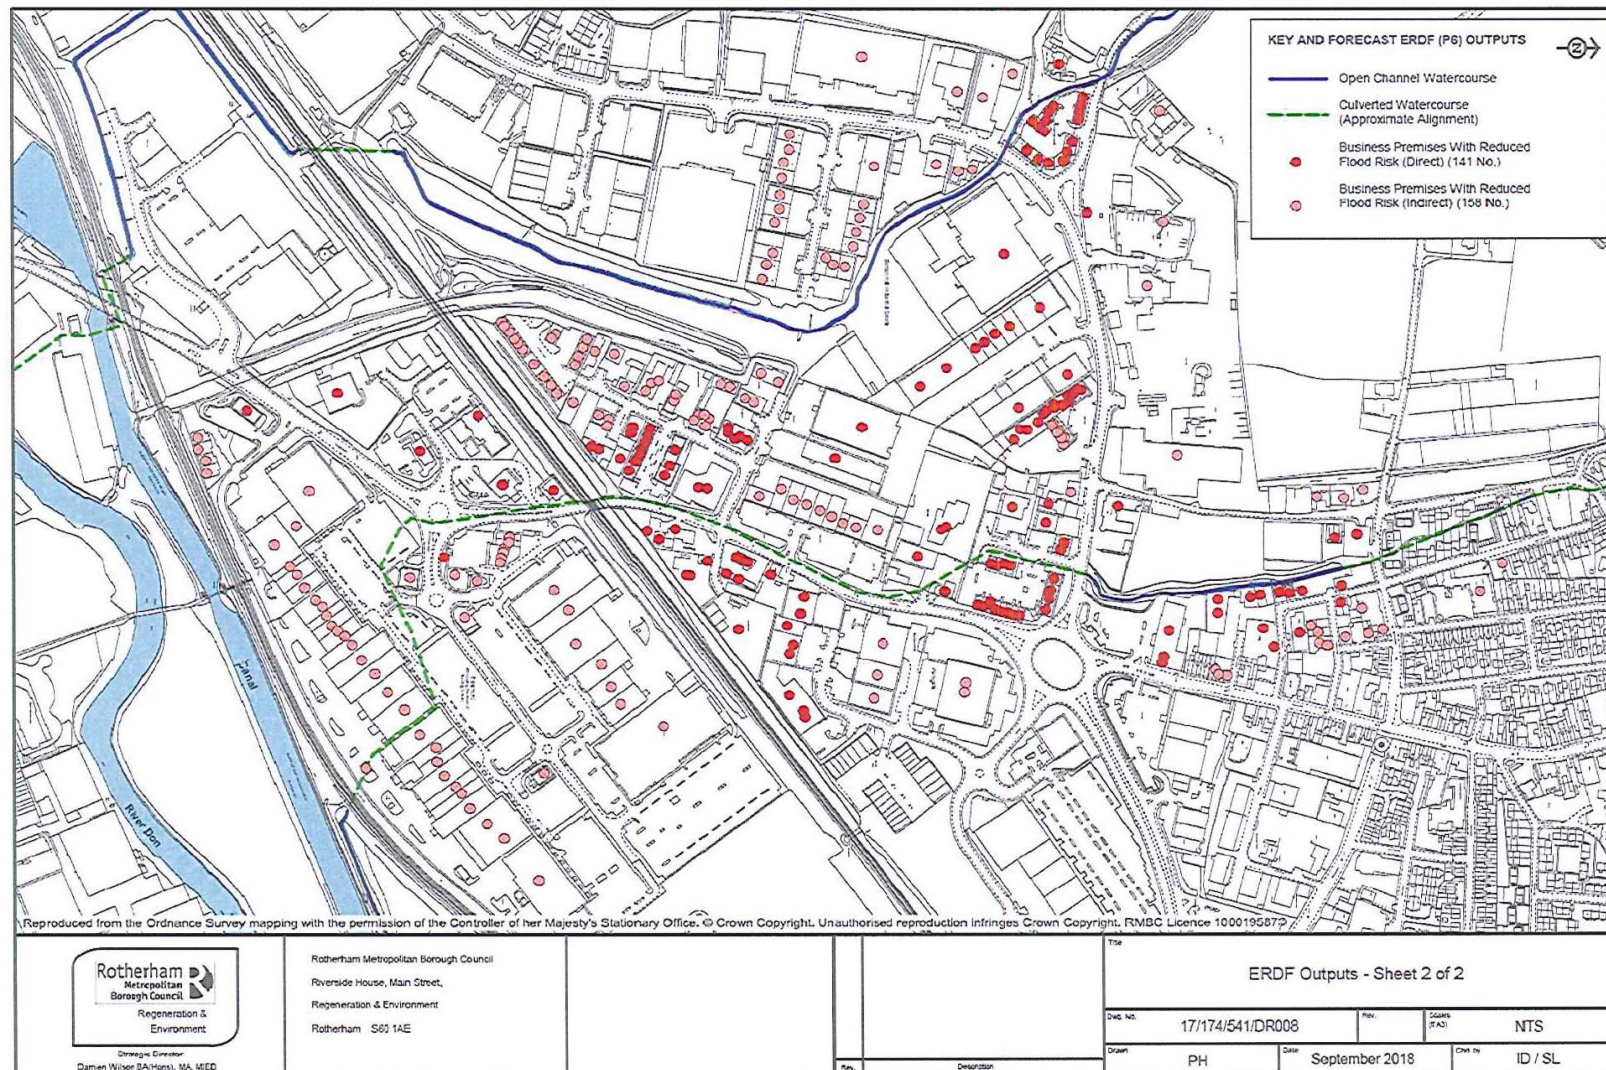 KEY AND FORECAST ERDF (P6) OUTPUTS
Z
Open Channel Watercourse
Culverted Watercourse
(Approximate Alignment)
Business Premises With Reduced
Flood Risk (Direct) (141 No.)
Business Premises With Reduced
Flood Risk (Indirect) (158 No.)
Canal
River Don
Reproduced from the Ordnance Survey mapping with the permission of the Controller of her Majesty's Stationary Office. © Crown Copyright. Unauthorised reproduction infringes Crown Copyright. RMBC Licence 100019587
Rotherham
Metropolitan
Borough Council
Regeneration &
Environment
Strategic Director
Damien Wilson BA(Hons), MA, MIED
Rotherham Metropolitan Borough Council
Riverside House, Main Street,
Regeneration & Environment
Rotherham S60 1AE
Rev.
Description
Title
ERDF Outputs - Sheet 2 of 2
Dwg. No.
17/174/541/DR008
Rev.
Scales
(IT A3)
NTS
Drawn
PH
Date
September 2018
Chkd by
ID / SL